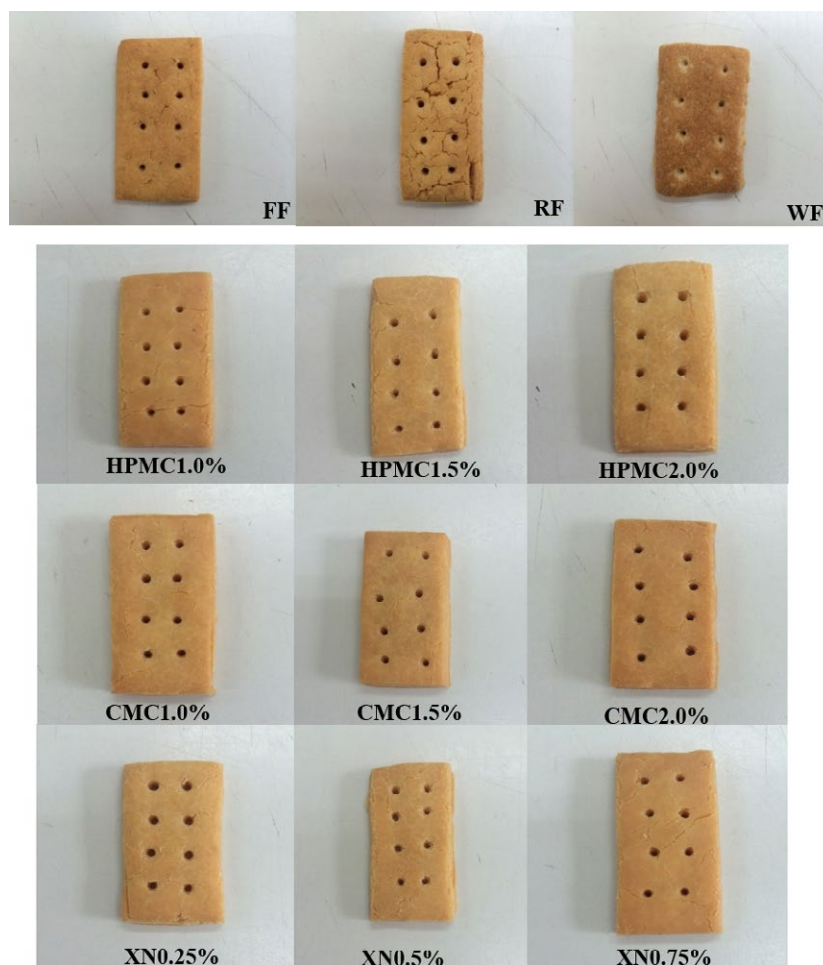 FF
RF
WF
HPMC1.0%
HPMC1.5%
HPMC2.0%
CMC1.0%
CMC1.5%
CMC2.0%
XN0.25%
XN0.5%
XN0.75%